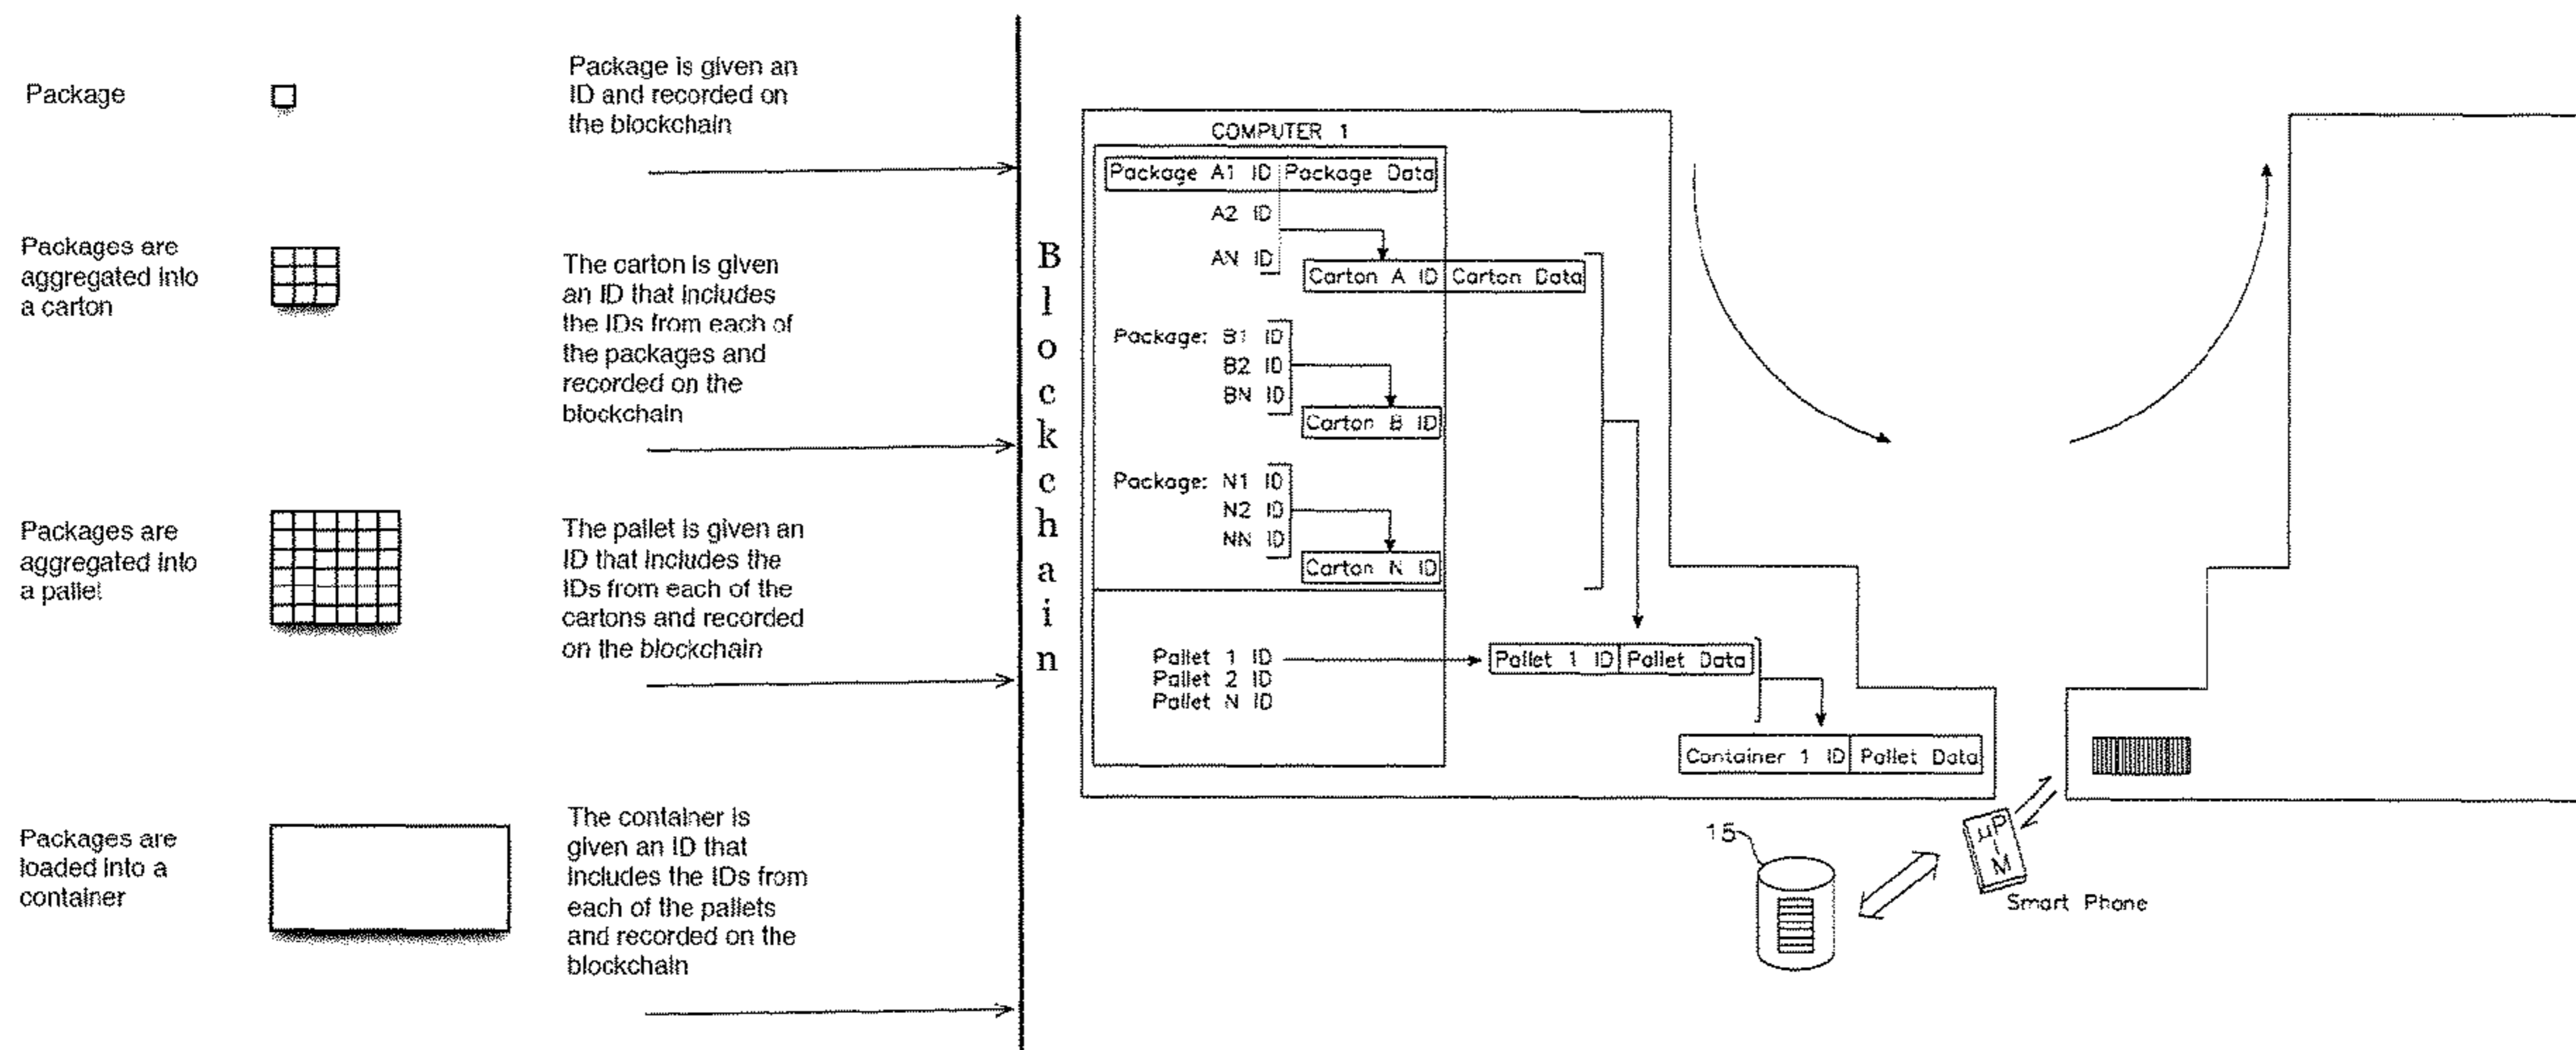 Package
Package is given an
ID and recorded on
the blockchain
Packages are
aggregated into
a carton
The carton is given
an ID that includes
the IDs from each of
the packages and
recorded on the
blockchain
Packages are
aggregated into
a pallet
The pallet is given an
ID that includes the
IDs from each of the
cartons and recorded
on the blockchain
Packages are
loaded into a
container
The container is
given an ID that
includes the IDs from
each of the pallets
and recorded on the
blockchain
Blockchain
COMPUTER 1
Package A1 ID Package Data
A2 ID
AN ID
Carton A ID Carton Data
Package: B1 ID
B2 ID
BN ID
Carton B ID
Package: N1 ID
N2 ID
NN ID
Carton N ID
Pallet 1 ID
Pallet 2 ID
Pallet N ID
Pallet 1 ID Pallet Data
Container 1 ID Pallet Data
15
μP
M
Smart Phone